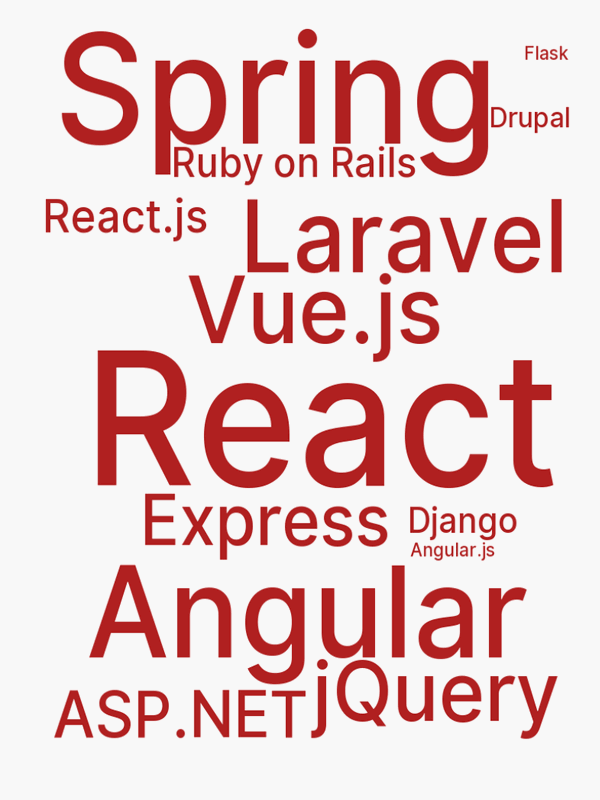 Spring
Flask
Drupal
Ruby on Rails
React.js
Laravel
Vue.js
React
Express
Django
Angular.js
Angular
jQuery
ASP.NET